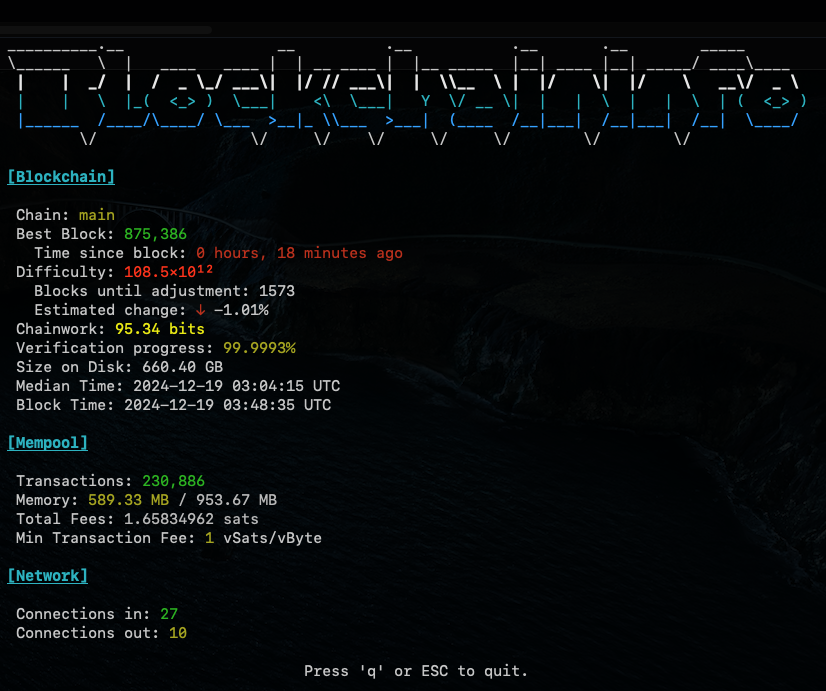 BlockChainInfo
[Blockchain]
Chain: main
Best Block: 875,386
Time since block: 0 hours, 18 minutes ago
Difficulty: 108.5×10¹²
Blocks until adjustment: 1573
Estimated change: ↓ -1.01%
Chainwork: 95.34 bits
Verification progress: 99.9993%
Size on Disk: 660.40 GB
Median Time: 2024-12-19 03:04:15 UTC
Block Time: 2024-12-19 03:48:35 UTC
[Mempool]
Transactions: 230,886
Memory: 589.33 MB / 953.67 MB
Total Fees: 1.65834962 sats
Min Transaction Fee: 1 vSats/vByte
[Network]
Connections in: 27
Connections out: 10
Press 'q' or ESC to quit.